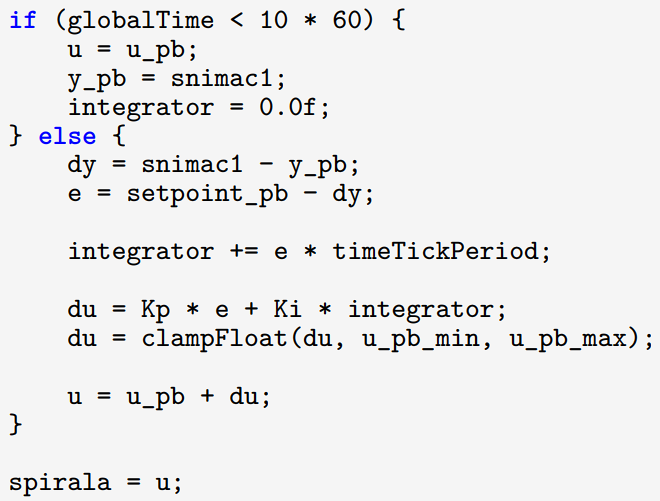 if (globalTime < 10 * 60) {
    u = u_pb;
    y_pb = snimac1;
    integrator = 0.0f;
} else {
    dy = snimac1 - y_pb;
    e = setpoint_pb - dy;

    integrator += e * timeTickPeriod;

    du = Kp * e + Ki * integrator;
    du = clampFloat(du, u_pb_min, u_pb_max);

    u = u_pb + du;
}

spirala = u;